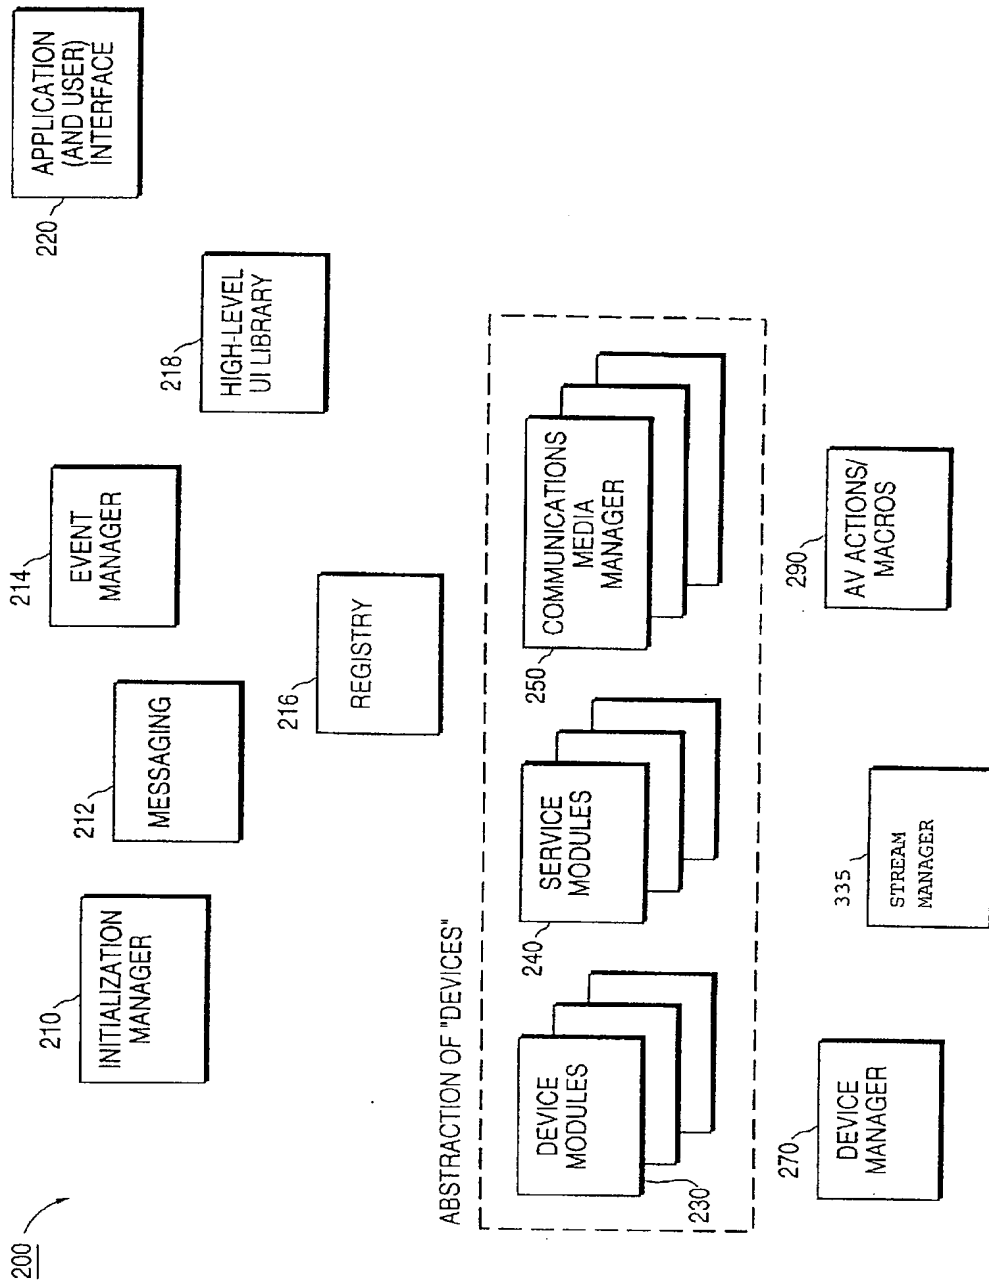 200
210
INITIALIZATION
MANAGER
212
MESSAGING
214
EVENT
MANAGER
216
REGISTRY
218
HIGH-LEVEL
UI LIBRARY
220
APPLICATION
(AND USER)
INTERFACE
ABSTRACTION OF "DEVICES"
DEVICE
MODULES
230
240
SERVICE
MODULES
250
COMMUNICATIONS
MEDIA
MANAGER
270
DEVICE
MANAGER
335
STREAM
MANAGER
290
AV ACTIONS/
MACROS